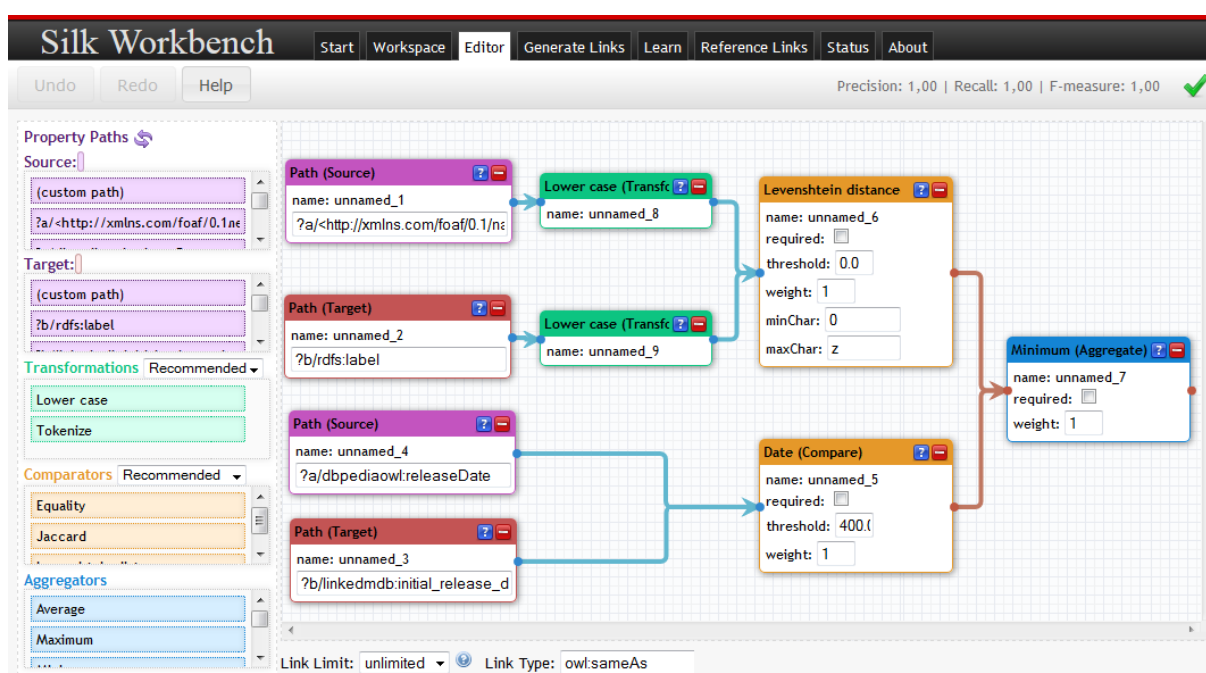 Silk Workbench
Start Workspace Editor Generate Links Learn Reference Links Status About
Undo Redo Help
Precision: 1,00 | Recall: 1,00 | F-measure: 1,00
Property Paths
Source:
(custom path)
?a/<http://xmlns.com/foaf/0.1ne
Target:
(custom path)
?b/rdfs:label
Transformations Recommended
Lower case
Tokenize
Comparators Recommended
Equality
Jaccard
Aggregators
Average
Maximum
Path (Source)
name: unnamed_1
?a/<http://xmlns.com/foaf/0.1/na
Path (Target)
name: unnamed_2
?b/rdfs:label
Path (Source)
name: unnamed_4
?a/dbpediaowl:releaseDate
Path (Target)
name: unnamed_3
?b/linkedmdb:initial_release_d
Lower case (Transfc
name: unnamed_8
Lower case (Transfc
name: unnamed_9
Levenshtein distance
name: unnamed_6
required:
threshold: 0.0
weight: 1
minChar: 0
maxChar: z
Date (Compare)
name: unnamed_5
required:
threshold: 400.(
weight: 1
Minimum (Aggregate)
name: unnamed_7
required:
weight: 1
Link Limit: unlimited Link Type: owl:sameAs